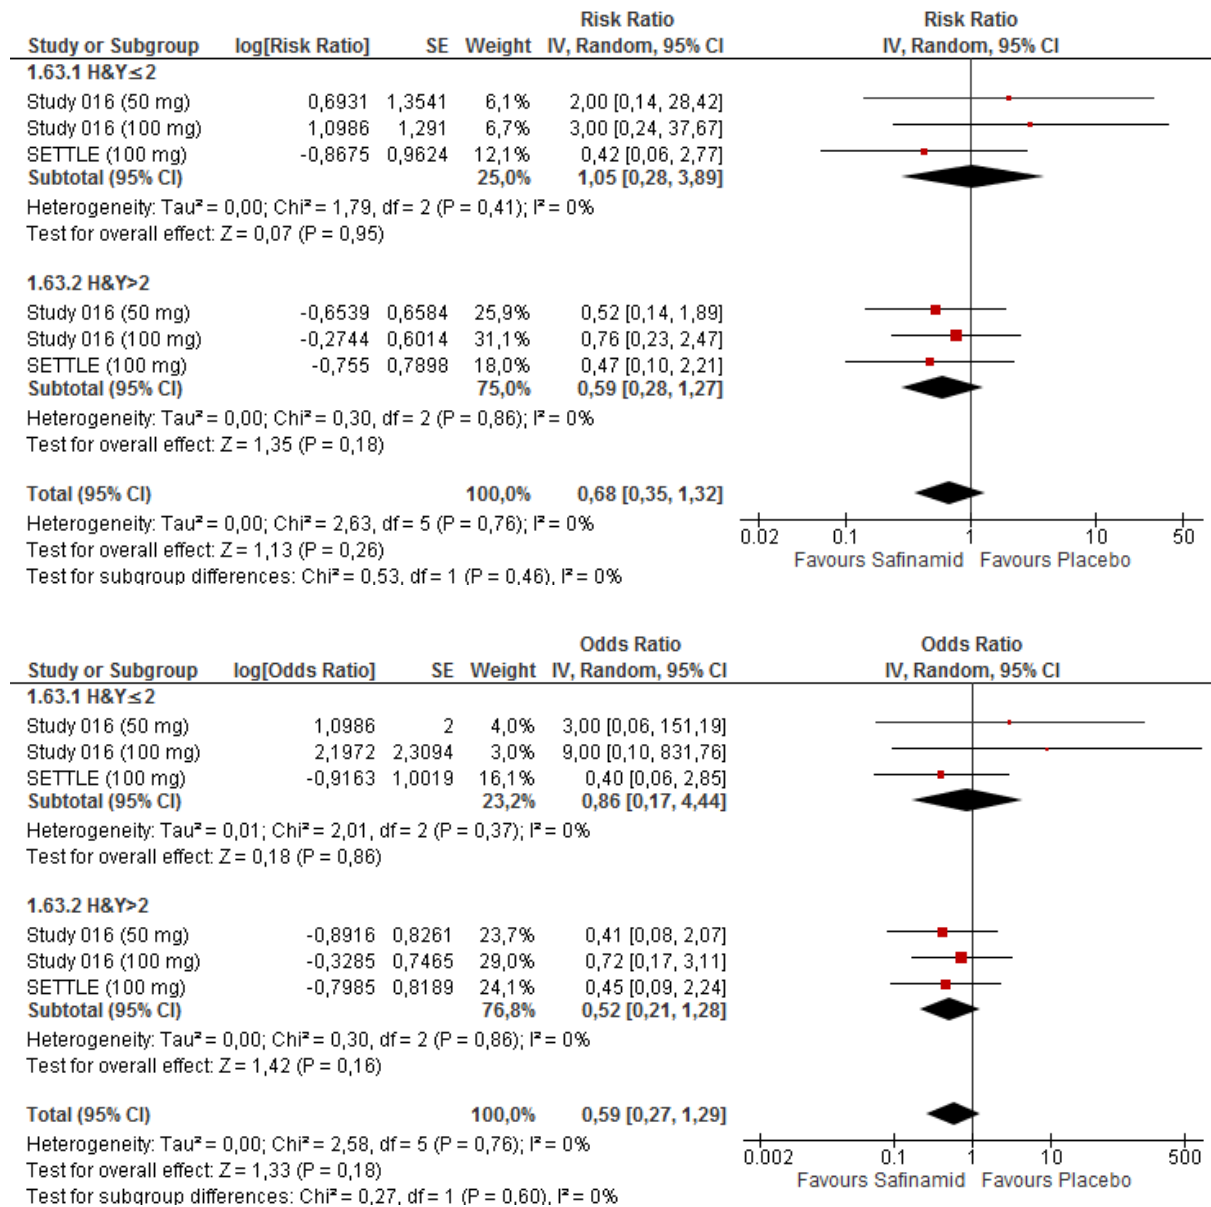 Risk Ratio Risk Ratio
Study or Subgroup log[Risk Ratio] SE Weight IV, Random, 95% CI IV, Random, 95% CI
1.63.1 H&Y≤2
Study 016 (50 mg) 0,6931 1,3541 6,1% 2,00 [0,14, 28,42]
Study 016 (100 mg) 1,0986 1,291 6,7% 3,00 [0,24, 37,67]
SETTLE (100 mg) -0,8675 0,9624 12,1% 0,42 [0,06, 2,77]
Subtotal (95% CI) 25,0% 1,05 [0,28, 3,89]
Heterogeneity: Tau² = 0,00; Chi² = 1,79, df = 2 (P = 0,41); I² = 0%
Test for overall effect: Z = 0,07 (P = 0,95)
1.63.2 H&Y>2
Study 016 (50 mg) -0,6539 0,6584 25,9% 0,52 [0,14, 1,89]
Study 016 (100 mg) -0,2744 0,6014 31,1% 0,76 [0,23, 2,47]
SETTLE (100 mg) -0,755 0,7898 18,0% 0,47 [0,10, 2,21]
Subtotal (95% CI) 75,0% 0,59 [0,28, 1,27]
Heterogeneity: Tau² = 0,00; Chi² = 0,30, df = 2 (P = 0,86); I² = 0%
Test for overall effect: Z = 1,35 (P = 0,18)
Total (95% CI) 100,0% 0,68 [0,35, 1,32]
Heterogeneity: Tau² = 0,00; Chi² = 2,63, df = 5 (P = 0,76); I² = 0%
Test for overall effect: Z = 1,13 (P = 0,26)
Test for subgroup differences: Chi² = 0,53, df = 1 (P = 0,46), I² = 0%
0.02 0.1 1 10 50
Favours Safinamid Favours Placebo
Odds Ratio Odds Ratio
Study or Subgroup log[Odds Ratio] SE Weight IV, Random, 95% CI IV, Random, 95% CI
1.63.1 H&Y≤2
Study 016 (50 mg) 1,0986 2 4,0% 3,00 [0,06, 151,19]
Study 016 (100 mg) 2,1972 2,3094 3,0% 9,00 [0,10, 831,76]
SETTLE (100 mg) -0,9163 1,0019 16,1% 0,40 [0,06, 2,85]
Subtotal (95% CI) 23,2% 0,86 [0,17, 4,44]
Heterogeneity: Tau² = 0,01; Chi² = 2,01, df = 2 (P = 0,37); I² = 0%
Test for overall effect: Z = 0,18 (P = 0,86)
1.63.2 H&Y>2
Study 016 (50 mg) -0,8916 0,8261 23,7% 0,41 [0,08, 2,07]
Study 016 (100 mg) -0,3285 0,7465 29,0% 0,72 [0,17, 3,11]
SETTLE (100 mg) -0,7985 0,8189 24,1% 0,45 [0,09, 2,24]
Subtotal (95% CI) 76,8% 0,52 [0,21, 1,28]
Heterogeneity: Tau² = 0,00; Chi² = 0,30, df = 2 (P = 0,86); I² = 0%
Test for overall effect: Z = 1,42 (P = 0,16)
Total (95% CI) 100,0% 0,59 [0,27, 1,29]
Heterogeneity: Tau² = 0,00; Chi² = 2,58, df = 5 (P = 0,76); I² = 0%
Test for overall effect: Z = 1,33 (P = 0,18)
Test for subgroup differences: Chi² = 0,27, df = 1 (P = 0,60), I² = 0%
0.002 0.1 1 10 500
Favours Safinamid Favours Placebo